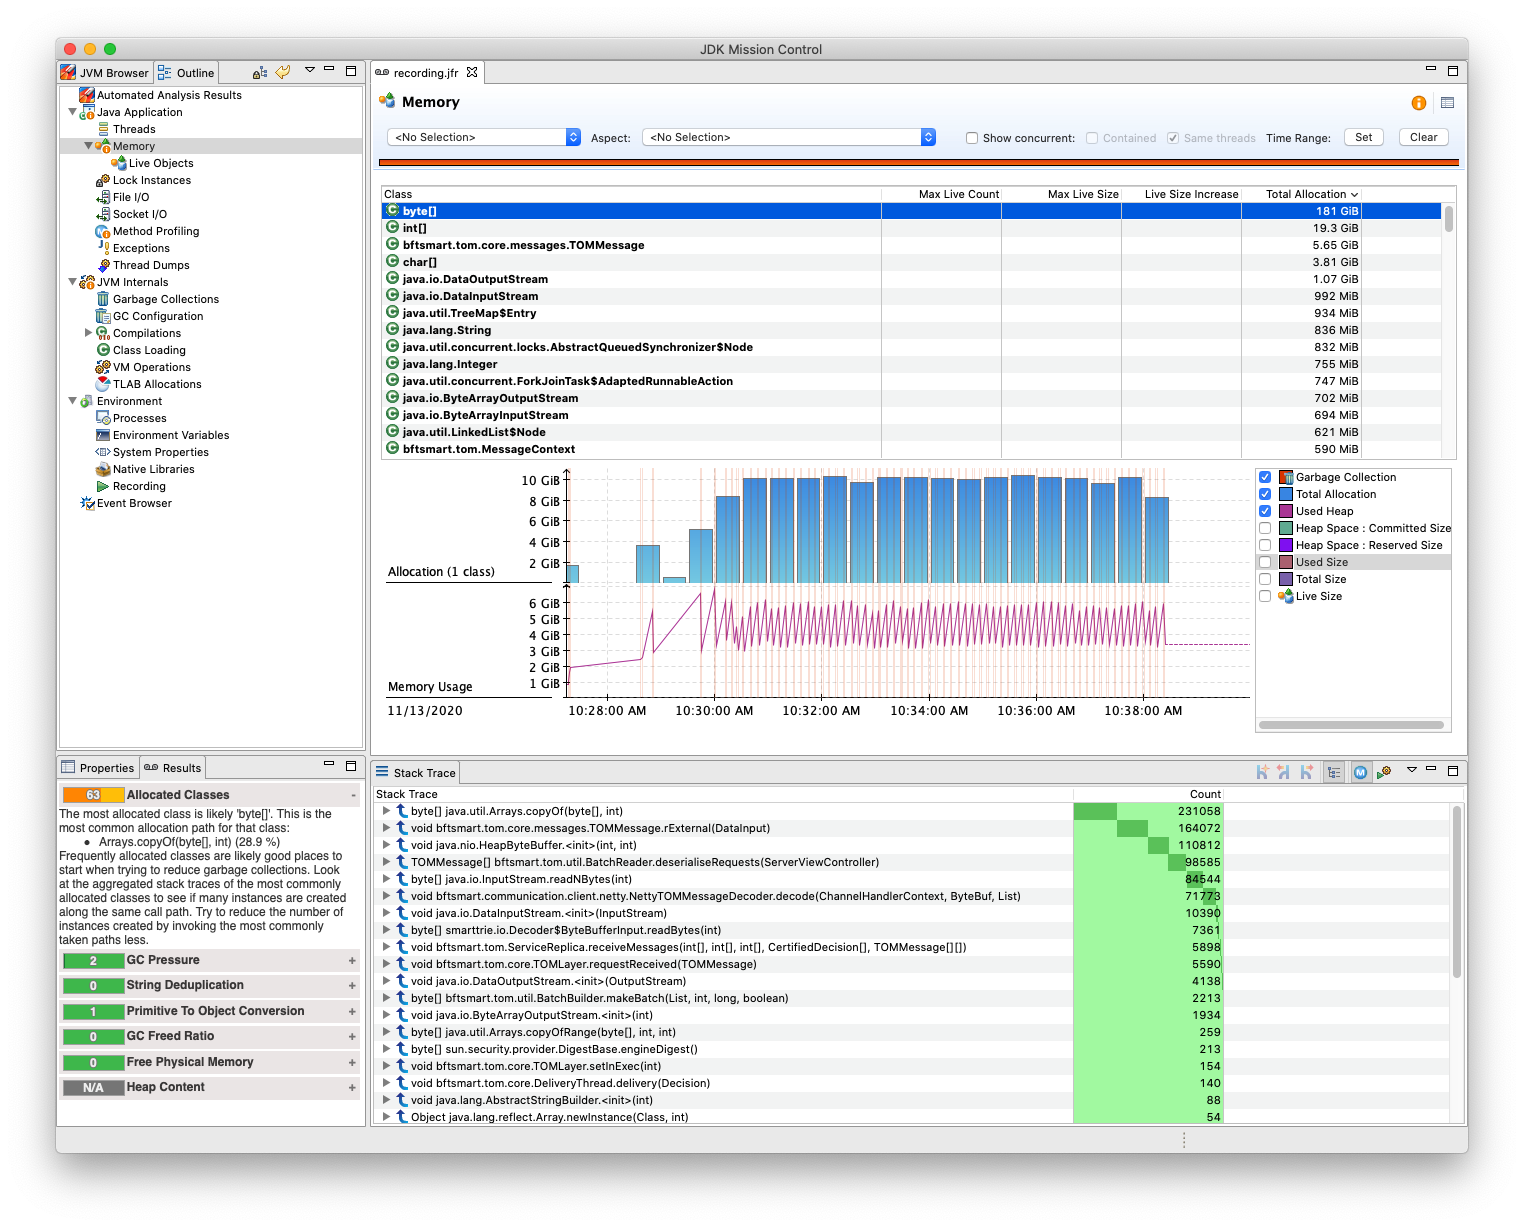 JDK Mission Control
JVM Browser
Outline
Automated Analysis Results
Java Application
Threads
Memory
Live Objects
Lock Instances
File I/O
Socket I/O
Method Profiling
Exceptions
Thread Dumps
JVM Internals
Garbage Collections
GC Configuration
Compilations
Class Loading
VM Operations
TLAB Allocations
Environment
Processes
Environment Variables
System Properties
Native Libraries
Recording
Event Browser
recording.jfr
Memory
<No Selection> Aspect: <No Selection> Show concurrent: Contained Same threads Time Range: Set Clear
Class Max Live Count Max Live Size Live Size Increase Total Allocation
byte[] 181 GiB
int[] 19.3 GiB
bftsmart.tom.core.messages.TOMMessage 5.65 GiB
char[] 3.81 GiB
java.io.DataOutputStream 1.07 GiB
java.io.DataInputStream 992 MiB
java.util.TreeMap$Entry 934 MiB
java.lang.String 836 MiB
java.util.concurrent.locks.AbstractQueuedSynchronizer$Node 832 MiB
java.lang.Integer 755 MiB
java.util.concurrent.ForkJoinTask$AdaptedRunnableAction 747 MiB
java.io.ByteArrayOutputStream 702 MiB
java.io.ByteArrayInputStream 694 MiB
java.util.LinkedList$Node 621 MiB
bftsmart.tom.MessageContext 590 MiB
10 GiB
8 GiB
6 GiB
4 GiB
2 GiB
Allocation (1 class)
6 GiB
5 GiB
4 GiB
3 GiB
2 GiB
1 GiB
Memory Usage
11/13/2020 10:28:00 AM 10:30:00 AM 10:32:00 AM 10:34:00 AM 10:36:00 AM 10:38:00 AM
Garbage Collection
Total Allocation
Used Heap
Heap Space : Committed Size
Heap Space : Reserved Size
Used Size
Total Size
Live Size
Properties
Results
63 Allocated Classes -
The most allocated class is likely 'byte[]'. This is the
most common allocation path for that class:
• Arrays.copyOf(byte[], int) (28.9 %)
Frequently allocated classes are likely good places to
start when trying to reduce garbage collections. Look
at the aggregated stack traces of the most commonly
allocated classes to see if many instances are created
along the same call path. Try to reduce the number of
instances created by invoking the most commonly
taken paths less.
2 GC Pressure +
0 String Deduplication +
1 Primitive To Object Conversion +
0 GC Freed Ratio +
0 Free Physical Memory +
N/A Heap Content +
Stack Trace
Stack Trace Count
byte[] java.util.Arrays.copyOf(byte[], int) 231058
void bftsmart.tom.core.messages.TOMMessage.rExternal(DataInput) 164072
void java.nio.HeapByteBuffer.<init>(int, int) 110812
TOMMessage[] bftsmart.tom.util.BatchReader.deserialiseRequests(ServerViewController) 98585
byte[] java.io.InputStream.readNBytes(int) 84544
void bftsmart.communication.client.netty.NettyTOMMessageDecoder.decode(ChannelHandlerContext, ByteBuf, List) 71773
void java.io.DataInputStream.<init>(InputStream) 10390
byte[] smarttrie.io.Decoder$ByteBufferInput.readBytes(int) 7361
void bftsmart.tom.ServiceReplica.receiveMessages(int[], int[], int[], CertifiedDecision[], TOMMessage[][]) 5898
void bftsmart.tom.core.TOMLayer.requestReceived(TOMMessage) 5590
void java.io.DataOutputStream.<init>(OutputStream) 4138
byte[] bftsmart.tom.util.BatchBuilder.makeBatch(List, int, long, boolean) 2213
void java.io.ByteArrayOutputStream.<init>(int) 1934
byte[] java.util.Arrays.copyOfRange(byte[], int, int) 259
byte[] sun.security.provider.DigestBase.engineDigest() 213
void bftsmart.tom.core.TOMLayer.setInExec(int) 154
void bftsmart.tom.core.DeliveryThread.delivery(Decision) 140
void java.lang.AbstractStringBuilder.<init>(int) 88
Object java.lang.reflect.Array.newInstance(Class, int) 54